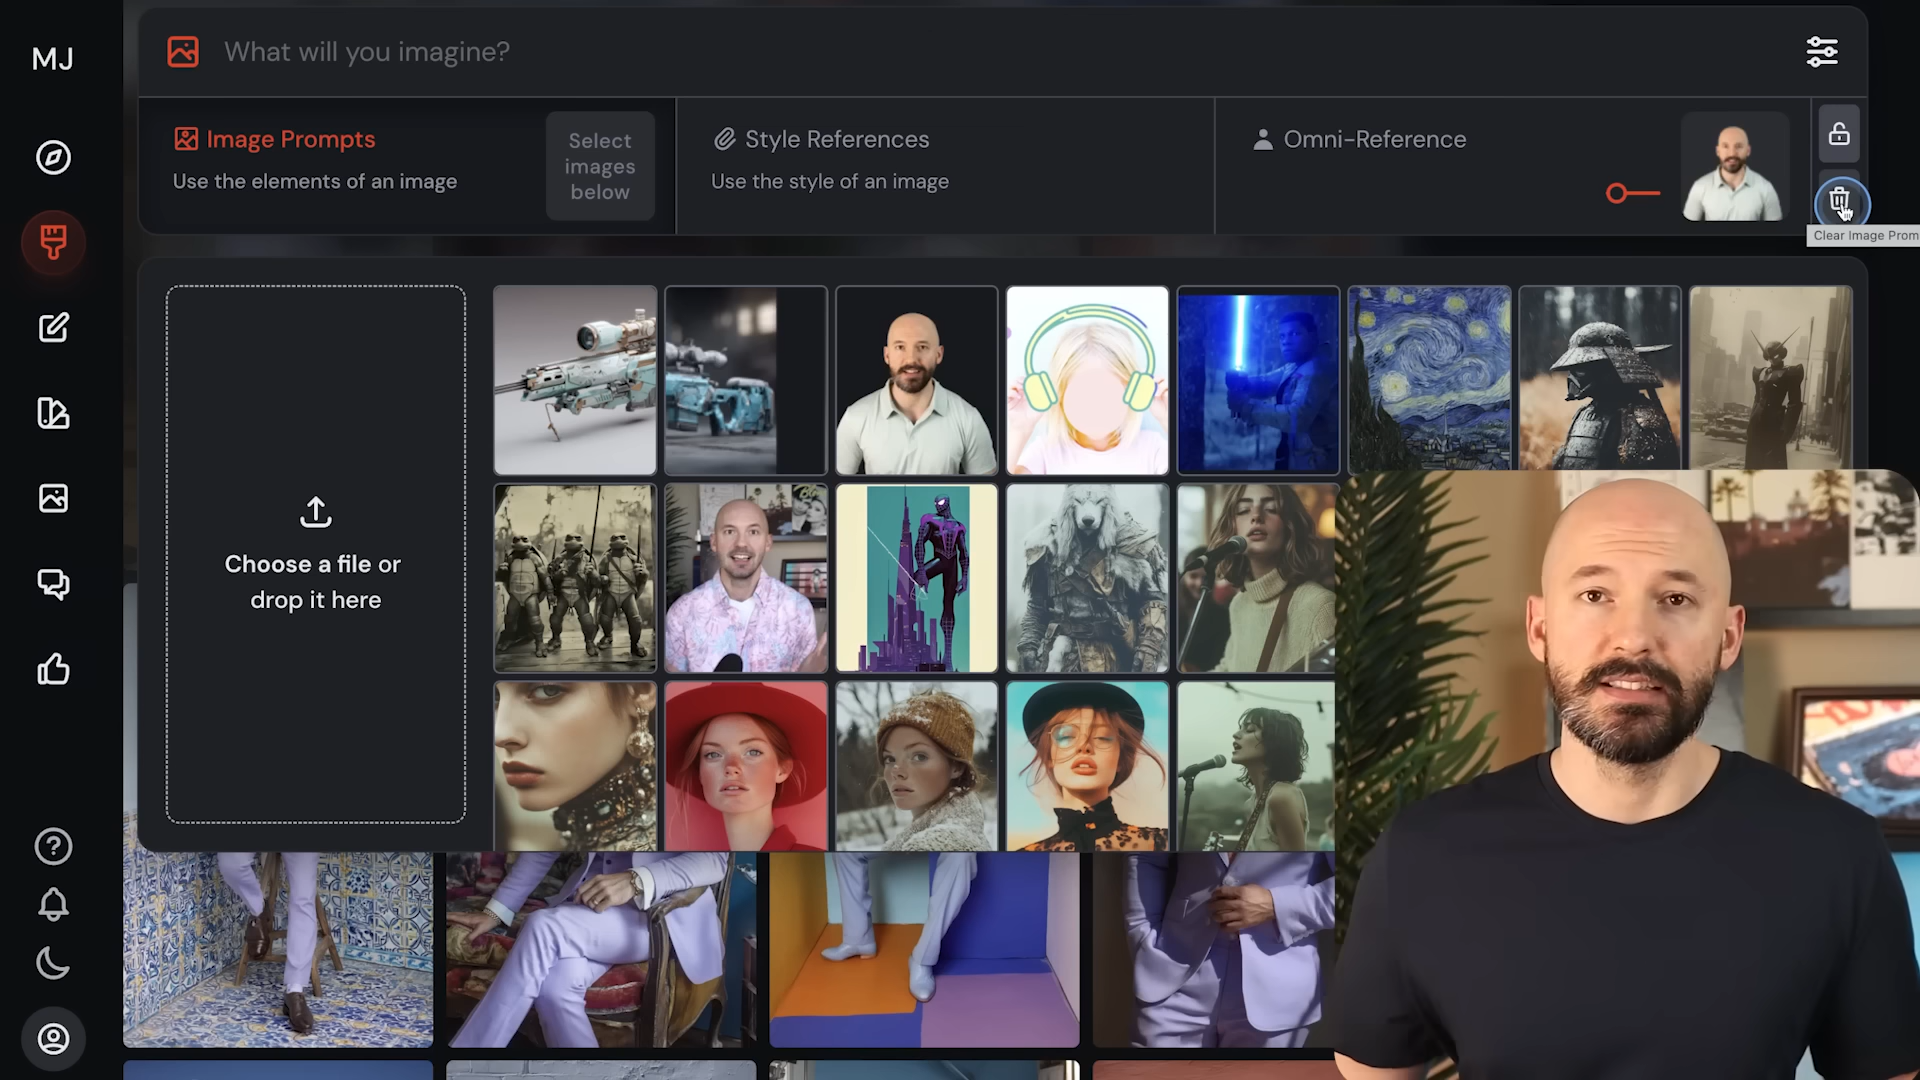 MJ
What will you imagine?
Image Prompts
Use the elements of an image
Select
images
below
Style References
Use the style of an image
Omni-Reference
Clear Image Prom
Choose a file or
drop it here